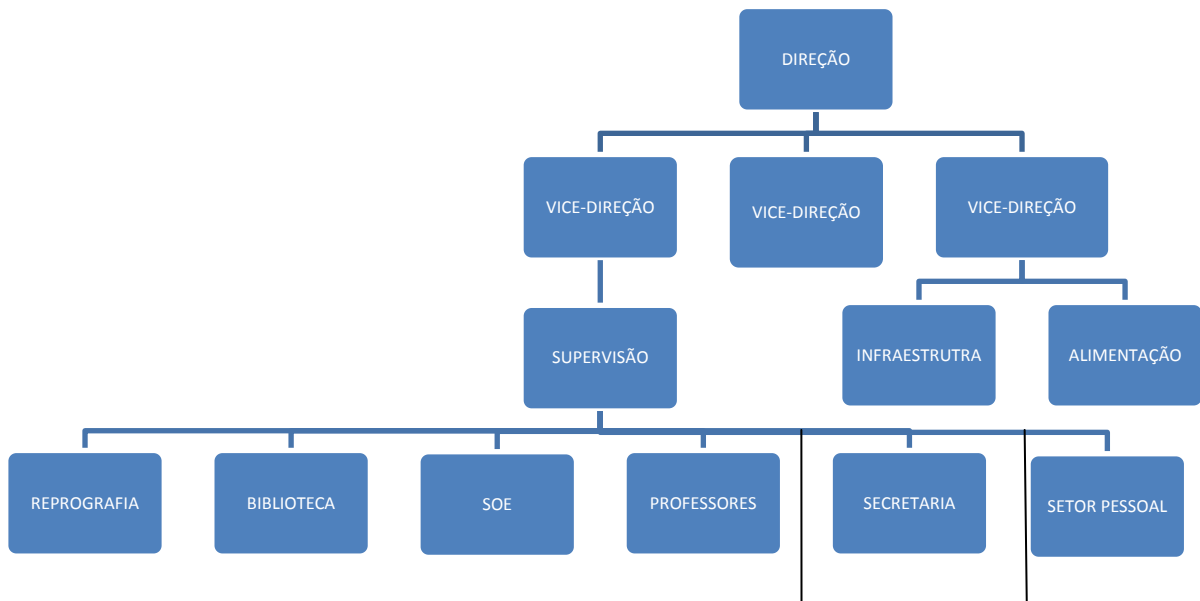 DIREÇÃO
VICE-DIREÇÃO
VICE-DIREÇÃO
VICE-DIREÇÃO
SUPERVISÃO
INFRAESTRUTRA
ALIMENTAÇÃO
REPROGRAFIA
BIBLIOTECA
SOE
PROFESSORES
SECRETARIA
SETOR PESSOAL